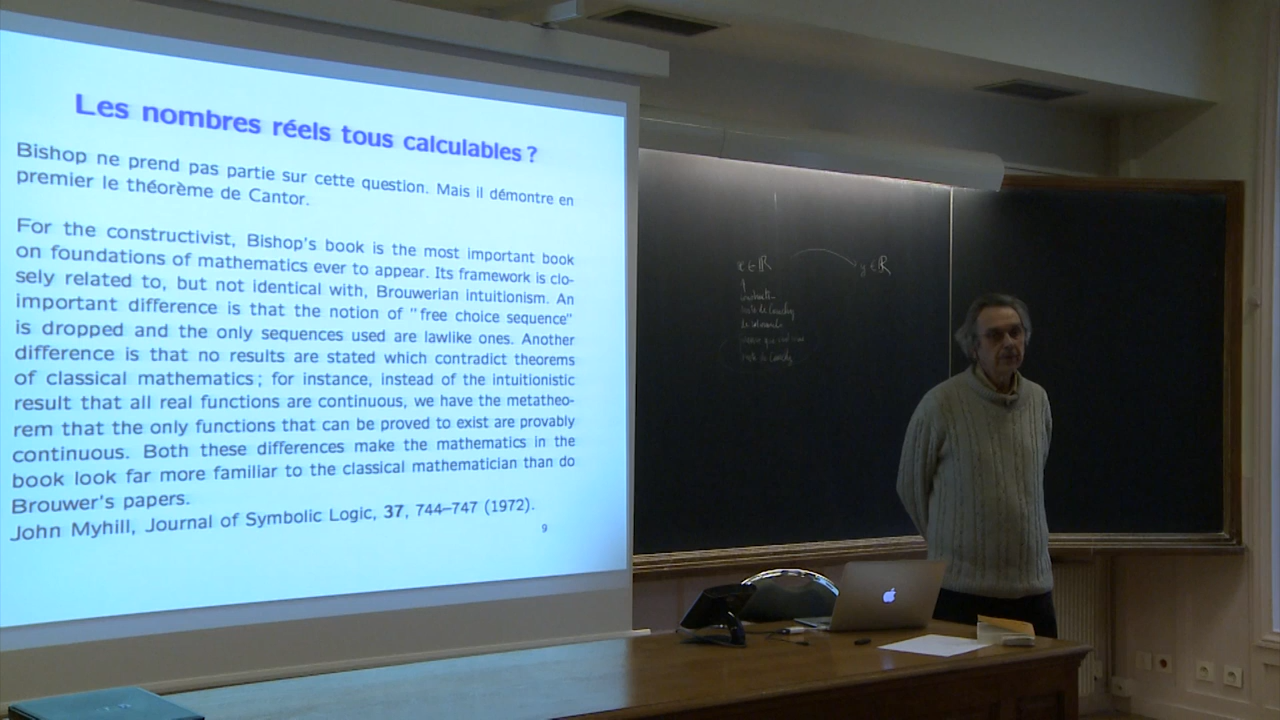 Les nombres réels tous calculables ?
Bishop ne prend pas partie sur cette question. Mais il démontre en
premier le théorème de Cantor.
For the constructivist, Bishop's book is the most important book
on foundations of mathematics ever to appear. Its framework is clo-
sely related to, but not identical with, Brouwerian intuitionism. An
important difference is that the notion of "free choice sequence"
is dropped and the only sequences used are lawlike ones. Another
difference is that no results are stated which contradict theorems
of classical mathematics ; for instance, instead of the intuitionistic
result that all real functions are continuous, we have the metatheo-
rem that the only functions that can be proved to exist are provably
continuous. Both these differences make the mathematics in the
book look far more familiar to the classical mathematician than do
Brouwer's papers.
John Myhill, Journal of Symbolic Logic, 37, 744–747 (1972).
9
x ∈ ℝ
y ∈ ℝ
de Cauchy
de Cauchy